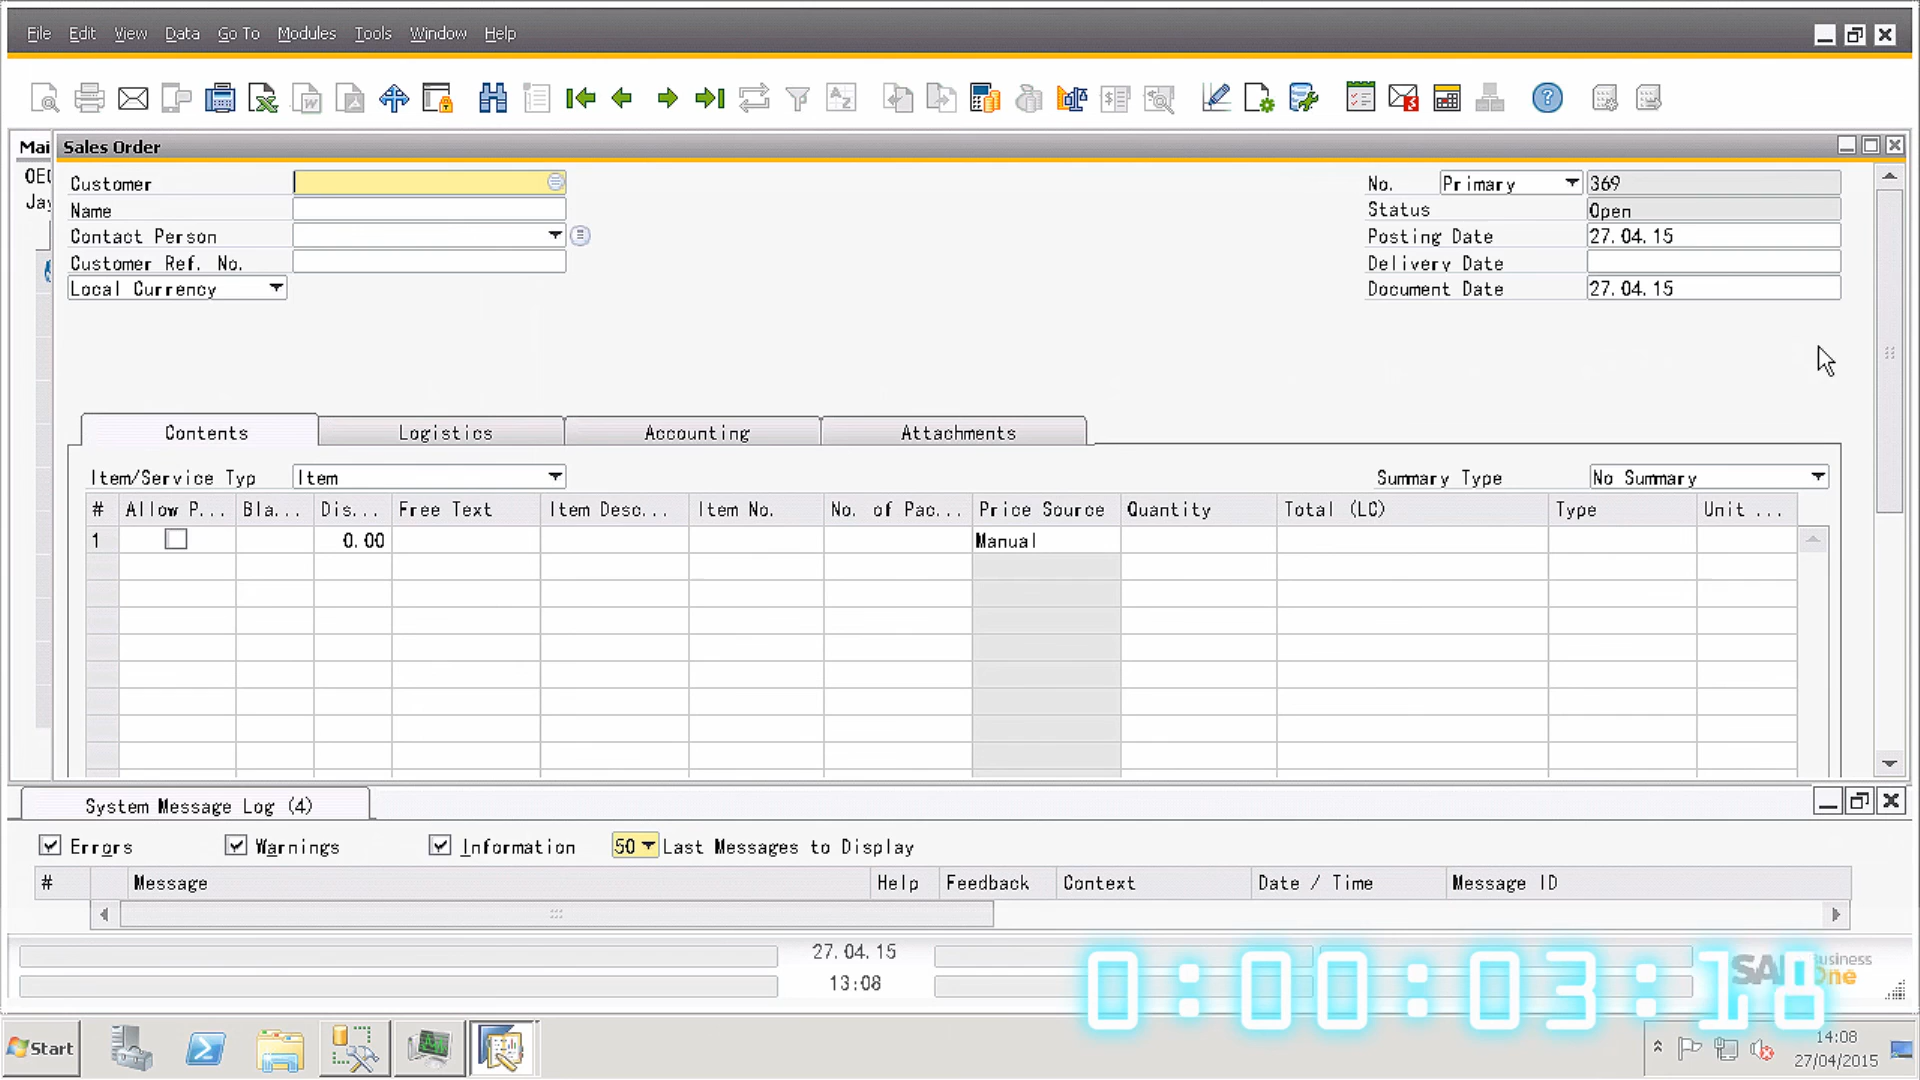 File Edit View Data Go To Modules Tools Window Help
Mai
Sales Order
OEC
Jay
Customer
Name
Contact Person
Customer Ref. No.
Local Currency
No. Primary 369
Status Open
Posting Date 27.04.15
Delivery Date
Document Date 27.04.15
Contents Logistics Accounting Attachments
Item/Service Typ Item Summary Type No Summary
# Allow P... Bla... Dis... Free Text Item Desc... Item No. No. of Pac... Price Source Quantity Total (LC) Type Unit ...
1 0.00 Manual
System Message Log (4)
Errors Warnings Information 50 Last Messages to Display
# Message Help Feedback Context Date / Time Message ID
27.04.15
13:08
0:00:03:18
Business
One
Start
14:08
27/04/2015